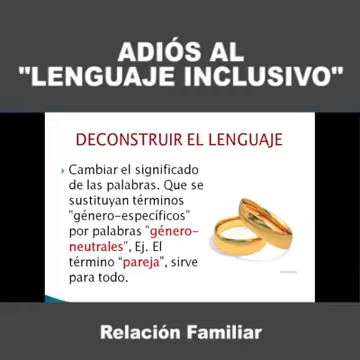 ADIÓS AL
"LENGUAJE INCLUSIVO"
DECONSTRUIR EL LENGUAJE
Cambiar el significado
de las palabras. Que se
sustituyan términos
"género-específicos"
por palabras "género-
neutrales", Ej. El
término "pareja", sirve
para todo.
Relación Familiar